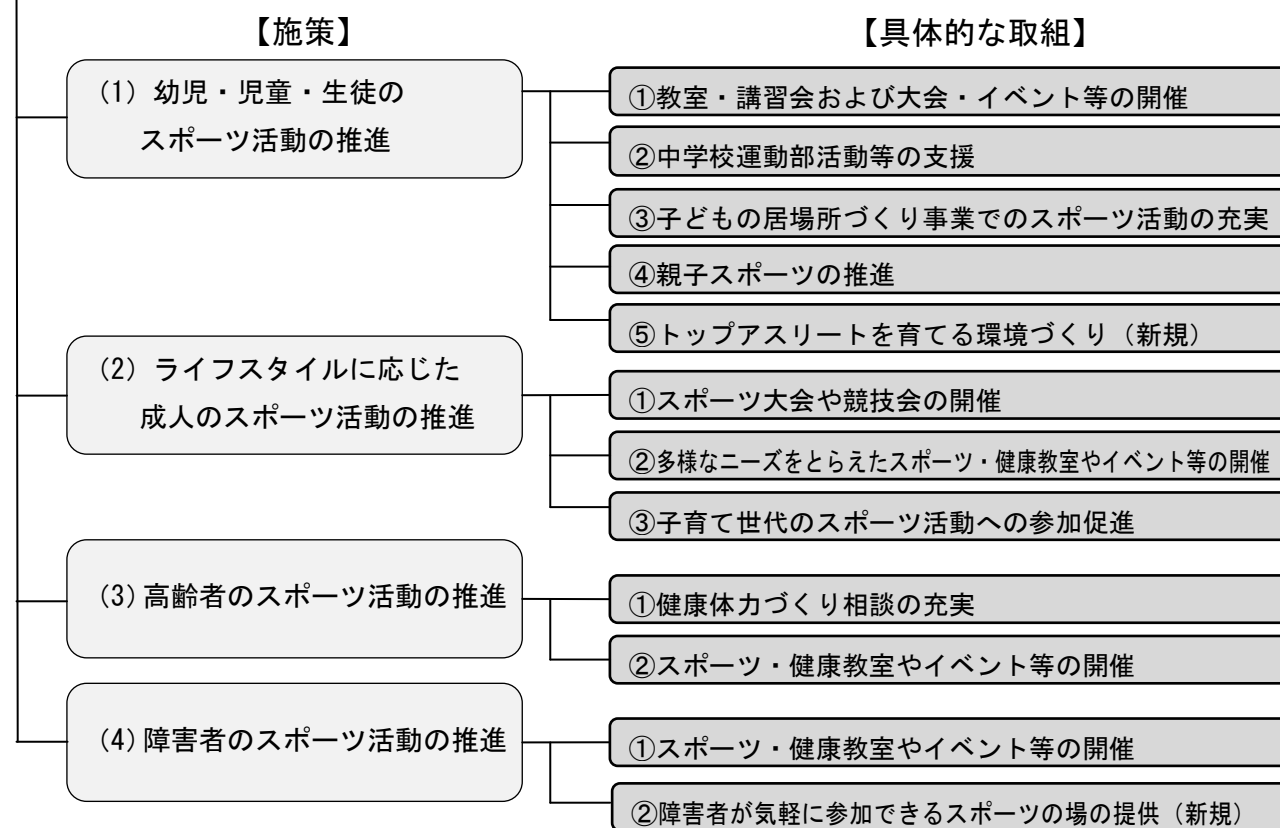 【施策】
【具体的な取組】
(1) 幼児・児童・生徒の
スポーツ活動の推進
①教室・講習会および大会・イベント等の開催
②中学校運動部活動等の支援
③子どもの居場所づくり事業でのスポーツ活動の充実
④親子スポーツの推進
⑤トップアスリートを育てる環境づくり（新規）
(2) ライフスタイルに応じた
成人のスポーツ活動の推進
①スポーツ大会や競技会の開催
②多様なニーズをとらえたスポーツ・健康教室やイベント等の開催
③子育て世代のスポーツ活動への参加促進
(3) 高齢者のスポーツ活動の推進
①健康体力づくり相談の充実
②スポーツ・健康教室やイベント等の開催
(4) 障害者のスポーツ活動の推進
①スポーツ・健康教室やイベント等の開催
②障害者が気軽に参加できるスポーツの場の提供（新規）